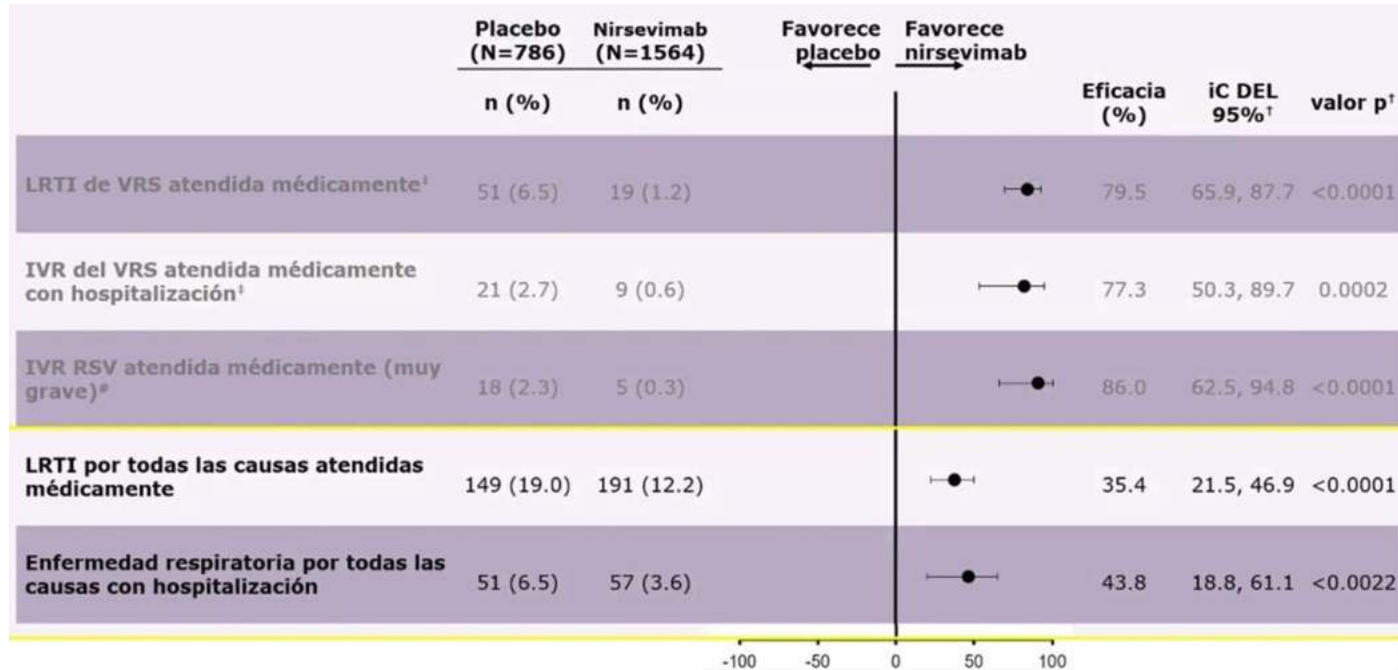 Placebo (N=786) Nirsevimab (N=1564) Favorece placebo Favorece nirsevimab
n (%) n (%) Eficacia (%) iC DEL 95%† valor p†
LRTI de VRS atendida médicamente‡ 51 (6.5) 19 (1.2) 79.5 65.9, 87.7 <0.0001
IVR del VRS atendida médicamente
con hospitalización‡ 21 (2.7) 9 (0.6) 77.3 50.3, 89.7 0.0002
IVR RSV atendida médicamente (muy
grave)# 18 (2.3) 5 (0.3) 86.0 62.5, 94.8 <0.0001
LRTI por todas las causas atendidas
médicamente 149 (19.0) 191 (12.2) 35.4 21.5, 46.9 <0.0001
Enfermedad respiratoria por todas las
causas con hospitalización 51 (6.5) 57 (3.6) 43.8 18.8, 61.1 <0.0022
-100 -50 0 50 100